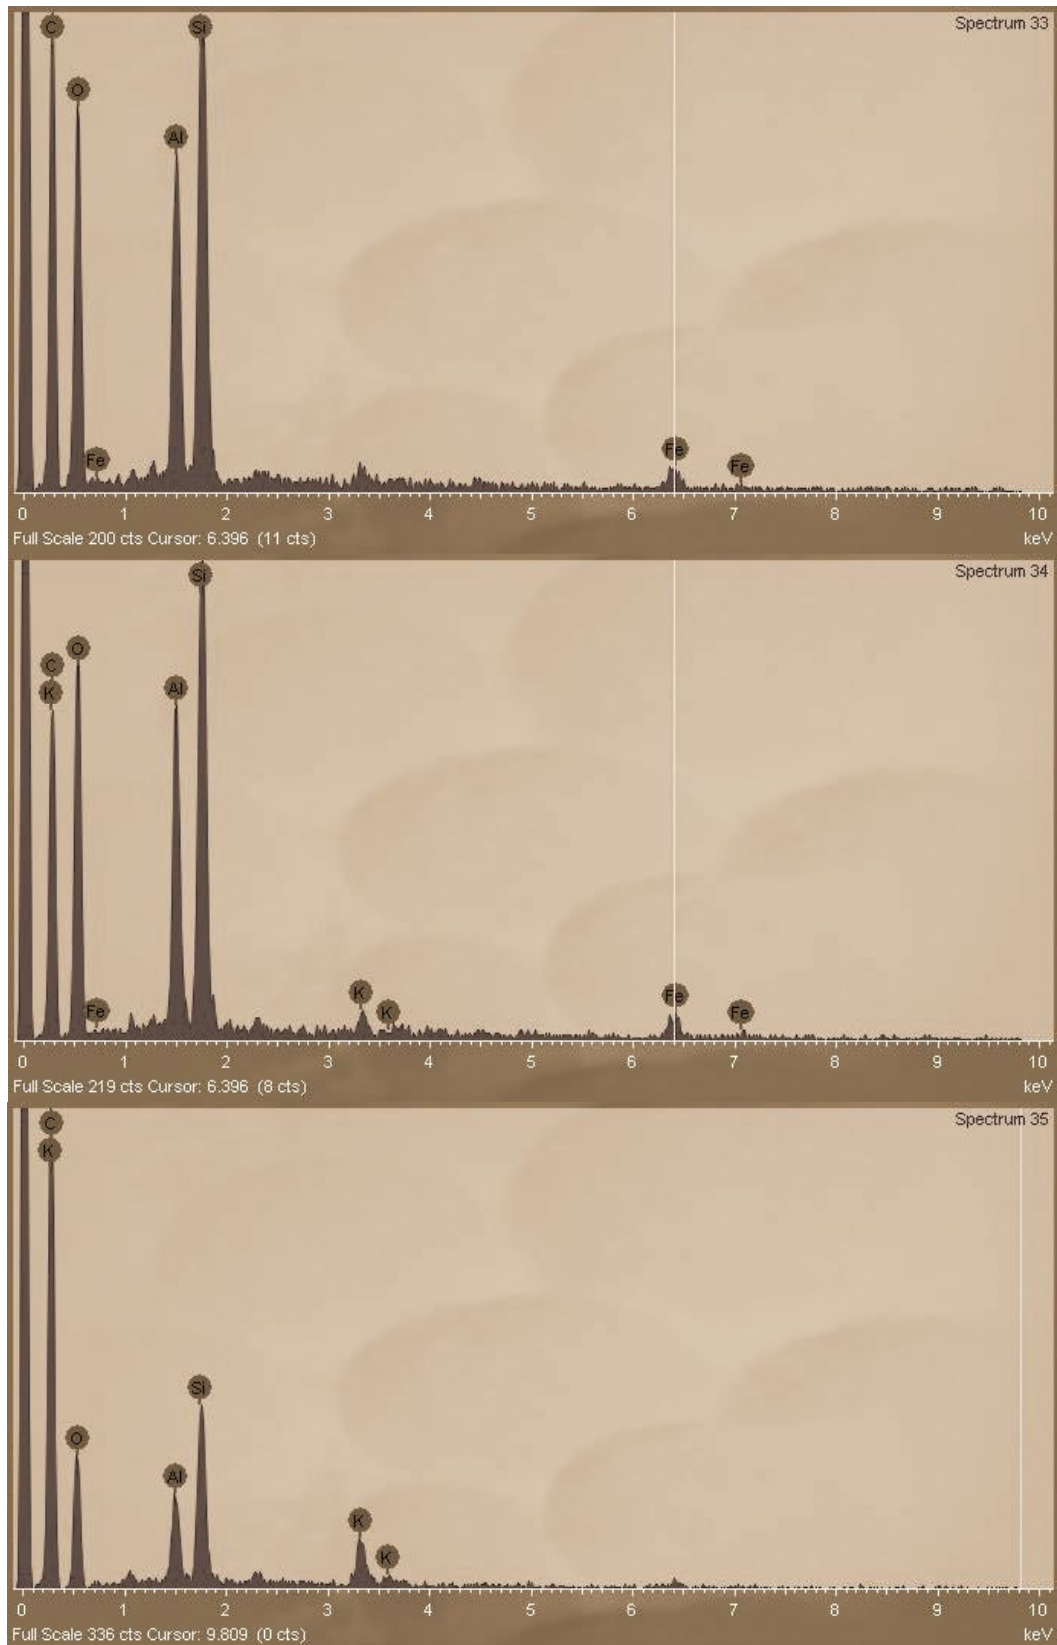 Spectrum 33
C
Si
O
Al
Fe
Fe
Fe
0 1 2 3 4 5 6 7 8 9 10
Full Scale 200 cts Cursor: 6.396 (11 cts)
keV
Spectrum 34
Si
O
C
K
Al
K
K
Fe
Fe
Fe
0 1 2 3 4 5 6 7 8 9 10
Full Scale 219 cts Cursor: 6.396 (8 cts)
keV
Spectrum 35
C
K
Si
O
Al
K
K
0 1 2 3 4 5 6 7 8 9 10
Full Scale 336 cts Cursor: 9.809 (0 cts)
keV